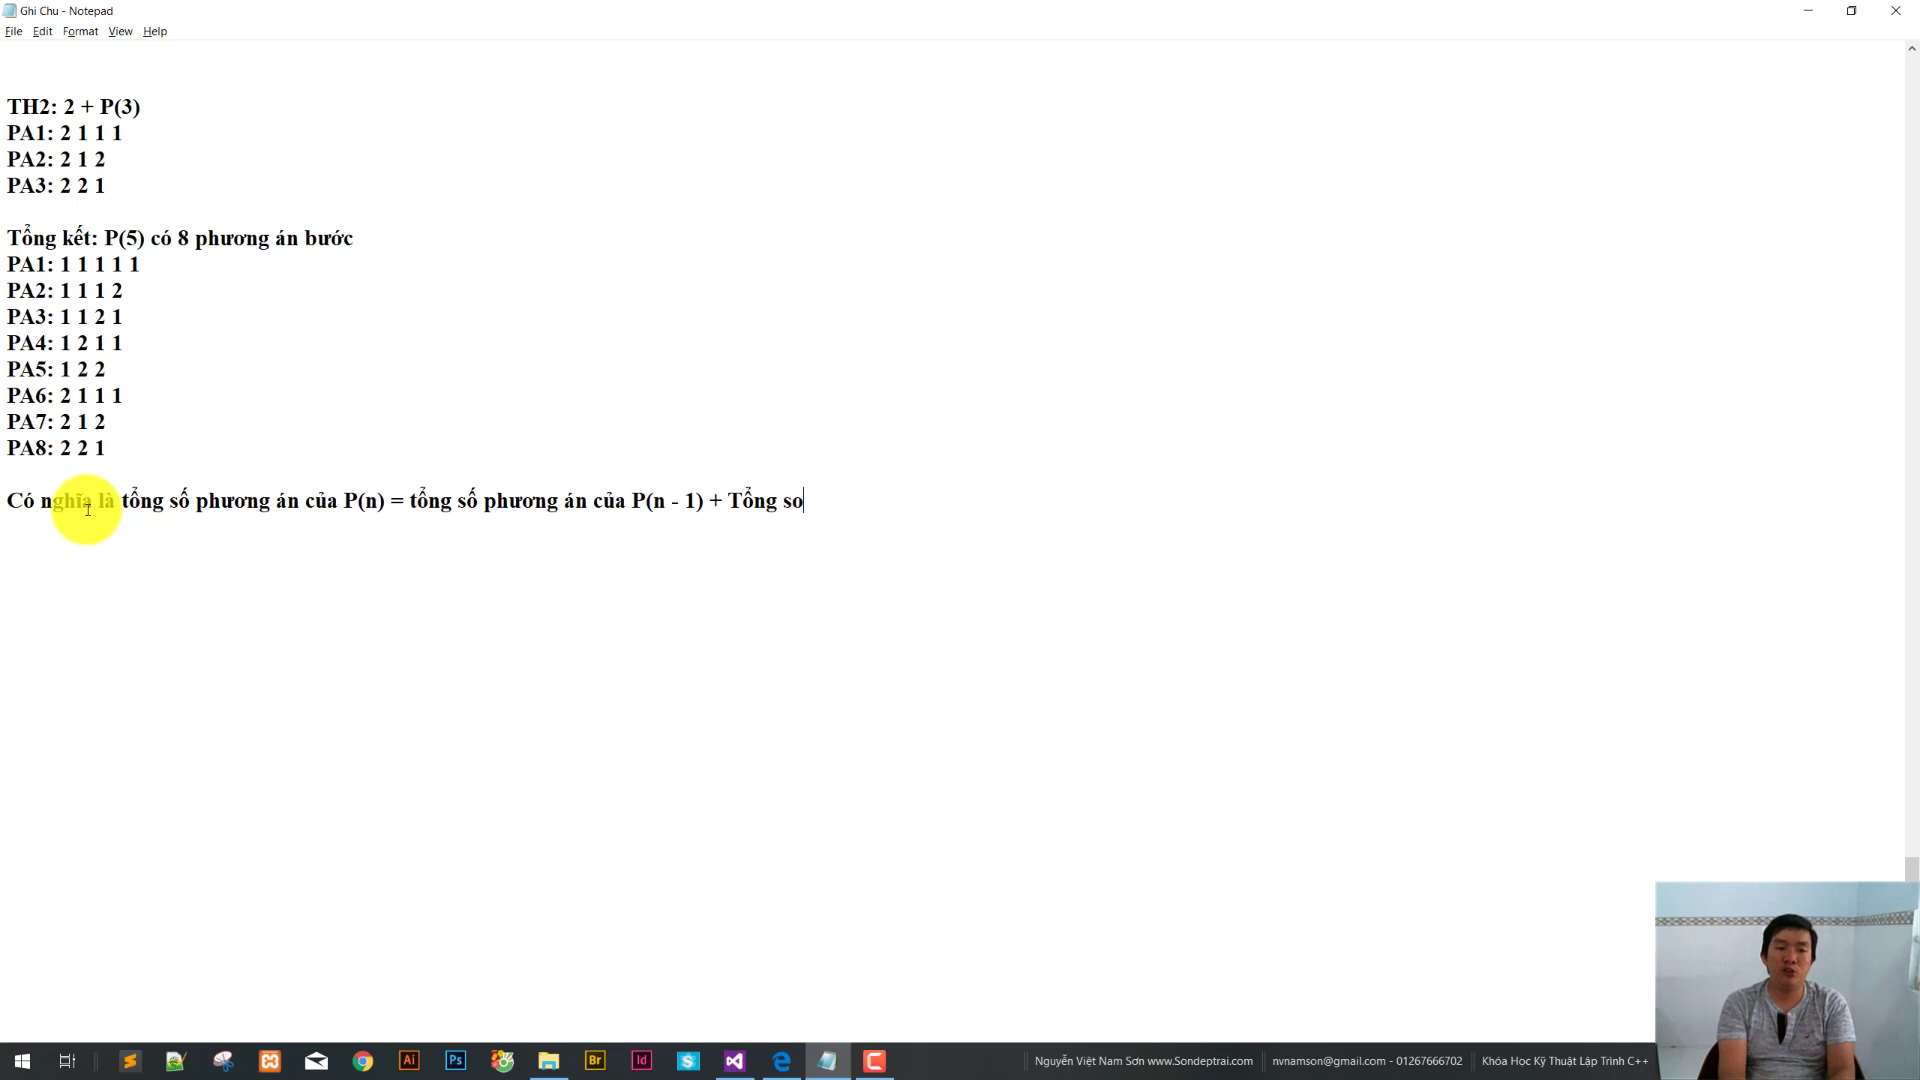 Ghi Chu - Notepad
File Edit Format View Help
TH2: 2 + P(3)
PA1: 2 1 1 1
PA2: 2 1 2
PA3: 2 2 1
Tổng kết: P(5) có 8 phương án bước
PA1: 1 1 1 1 1
PA2: 1 1 1 2
PA3: 1 1 2 1
PA4: 1 2 1 1
PA5: 1 2 2
PA6: 2 1 1 1
PA7: 2 1 2
PA8: 2 2 1
Có nghĩa là tổng số phương án của P(n) = tổng số phương án của P(n - 1) + Tổng so
Ai Ps Br Id S C
Nguyễn Việt Nam Sơn www.Sondeptrai.com nvnamson@gmail.com - 01267666702 Khóa Học Kỹ Thuật Lập Trình C++